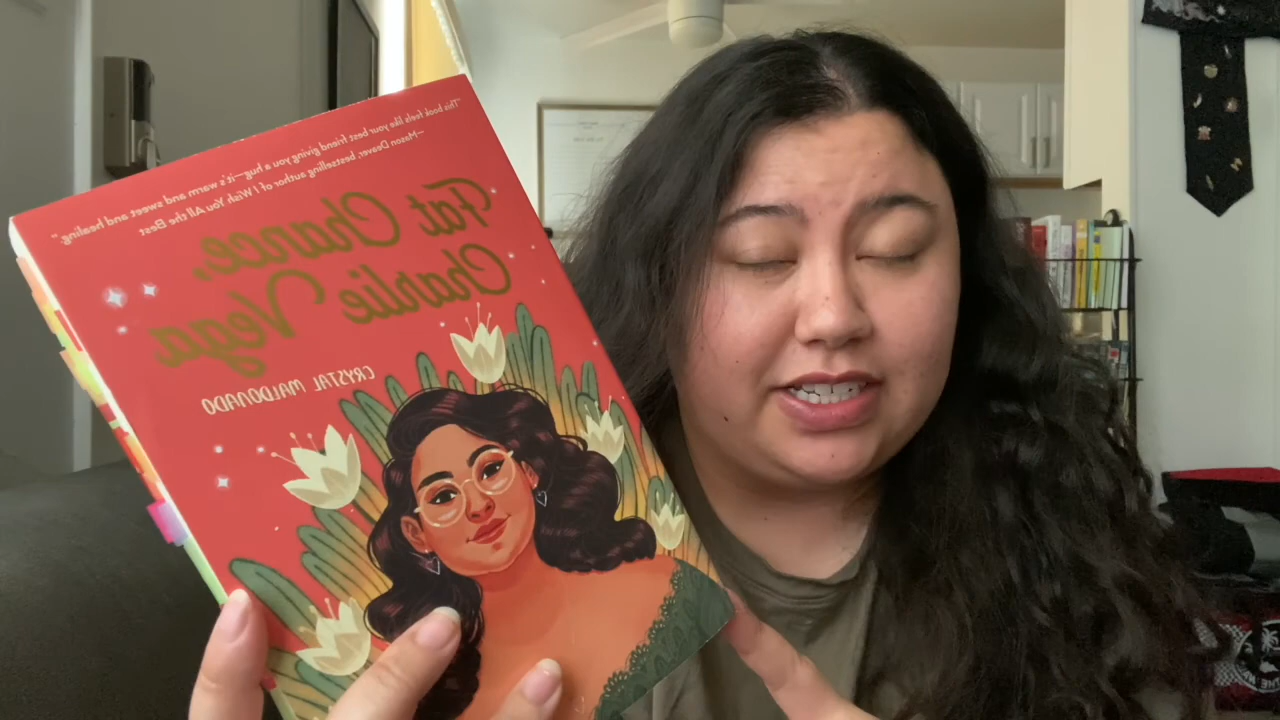 "This book feels like your best friend giving you a hug—it's warm and sweet and healing"
—Mason Deaver, bestselling author of I Wish You All the Best
Fat Chance,
Charlie Vega
CRYSTAL MALDONADO